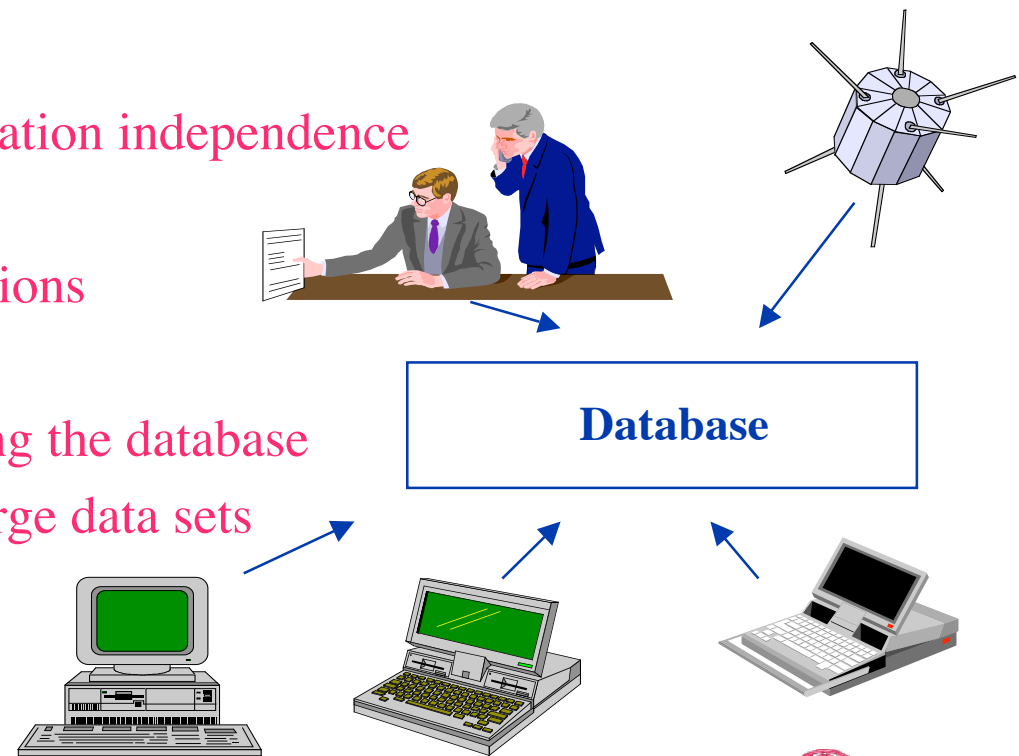 ation independence
ions
Database
ng the database
rge data sets